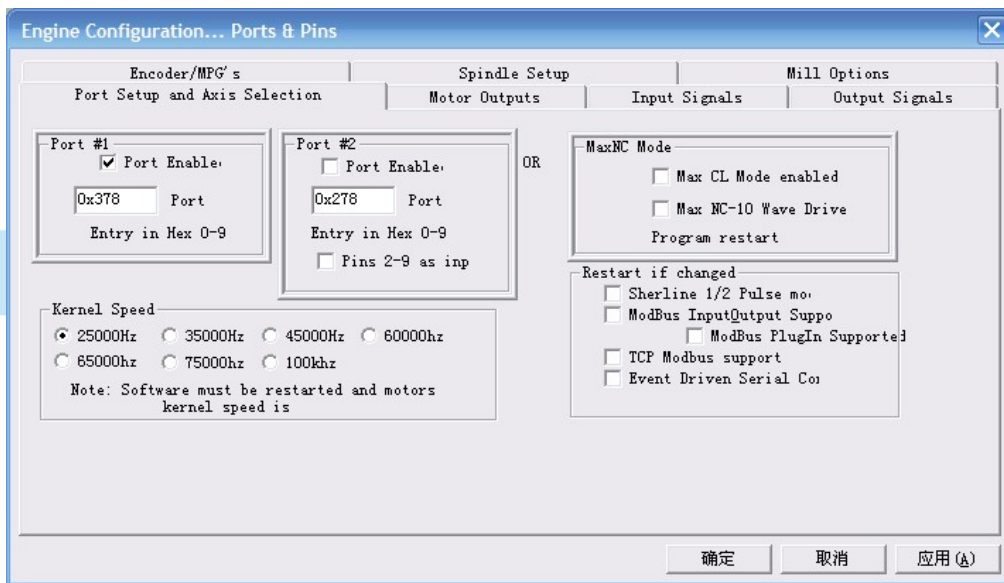 Engine Configuration... Ports & Pins
Encoder/MPG's Spindle Setup Mill Options
Port Setup and Axis Selection Motor Outputs Input Signals Output Signals
Port #1
Port Enable
0x378 Port
Entry in Hex 0-9
Port #2
Port Enable
0x278 Port
Entry in Hex 0-9
Pins 2-9 as inp
OR
MaxNC Mode
Max CL Mode enabled
Max NC-10 Wave Drive
Program restart
Kernel Speed
25000Hz 35000Hz 45000Hz 60000hz
65000hz 75000hz 100khz
Note: Software must be restarted and motors
kernel speed is
Restart if changed
Sherline 1/2 Pulse mo
ModBus InputOutput Suppo
ModBus PlugIn Supported
TCP Modbus support
Event Driven Serial Co
确定 取消 应用(A)